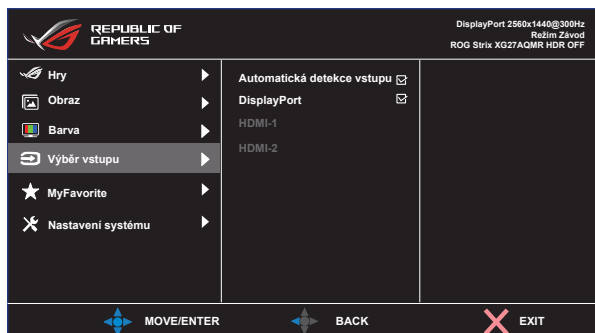 REPUBLIC OF
GAMERS
DisplayPort 2560x1440@300Hz
Režim Závod
ROG Strix XG27AQMR HDR OFF
Hry
Obraz
Barva
Výběr vstupu
MyFavorite
Nastavení systému
Automatická detekce vstupu
DisplayPort
HDMI-1
HDMI-2
MOVE/ENTER
BACK
EXIT